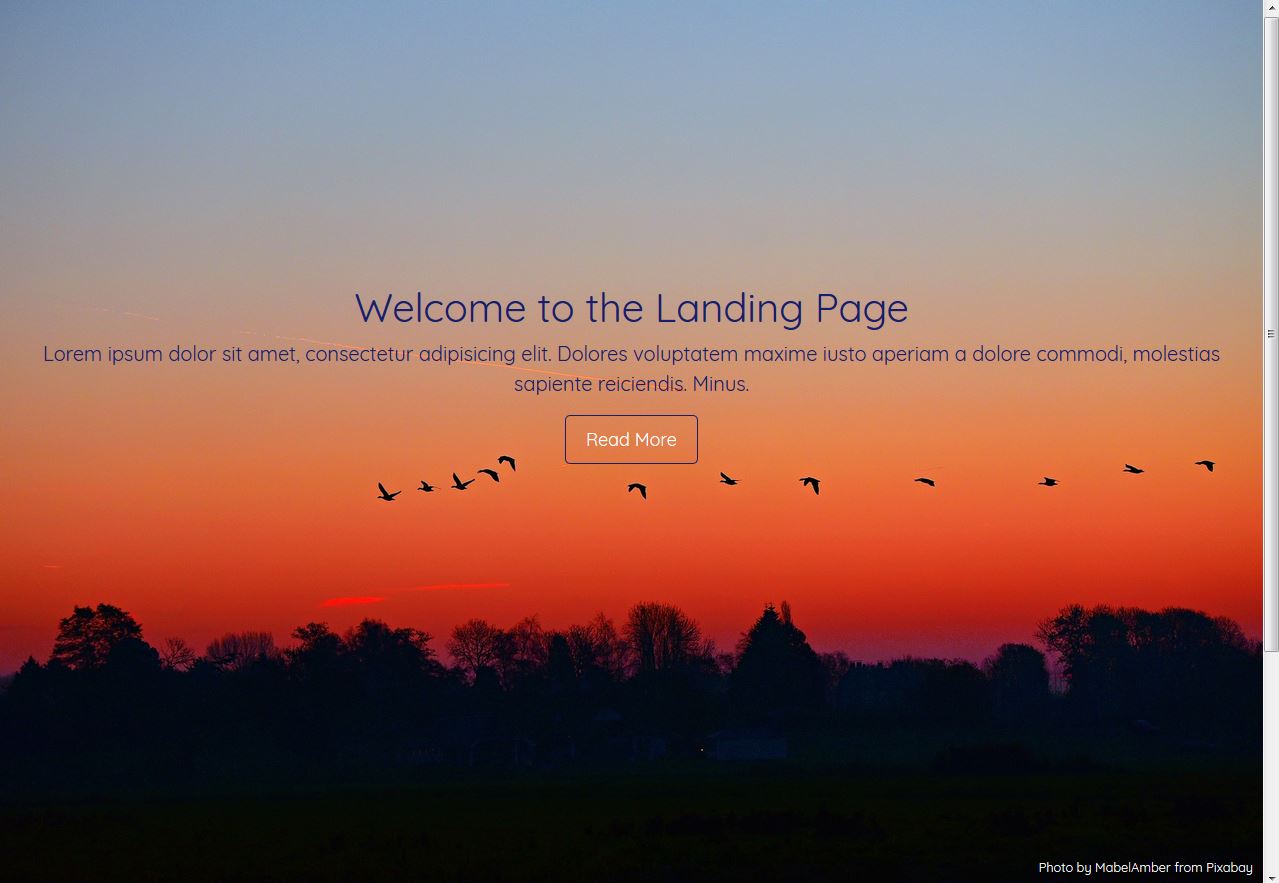 Welcome to the Landing Page
Lorem ipsum dolor sit amet, consectetur adipisicing elit. Dolores voluptatem maxime iusto aperiam a dolore commodi, molestias
sapiente reiciendis. Minus.
Read More
Photo by MabelAmber from Pixabay